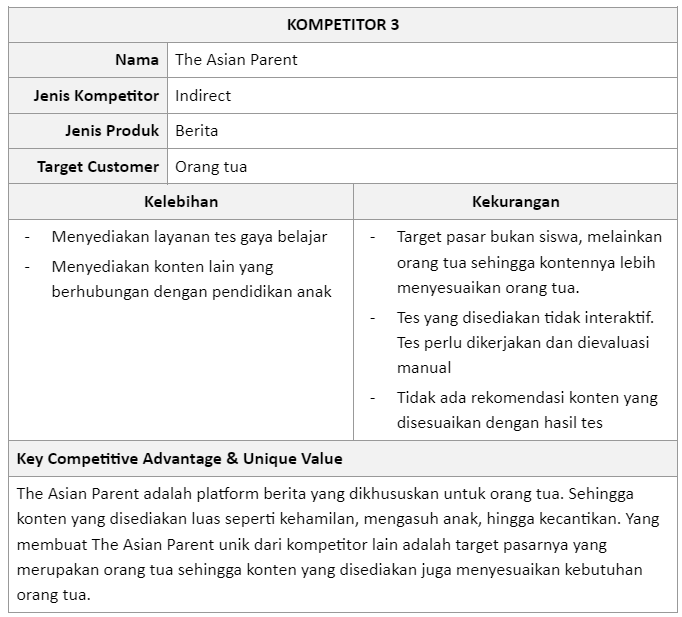 KOMPETITOR 3
Nama The Asian Parent
Jenis Kompetitor Indirect
Jenis Produk Berita
Target Customer Orang tua
Kelebihan Kekurangan
- Menyediakan layanan tes gaya belajar
- Menyediakan konten lain yang
berhubungan dengan pendidikan anak
- Target pasar bukan siswa, melainkan
orang tua sehingga kontennya lebih
menyesuaikan orang tua.
- Tes yang disediakan tidak interaktif.
Tes perlu dikerjakan dan dievaluasi
manual
- Tidak ada rekomendasi konten yang
disesuaikan dengan hasil tes
Key Competitive Advantage & Unique Value
The Asian Parent adalah platform berita yang dikhususkan untuk orang tua. Sehingga
konten yang disediakan luas seperti kehamilan, mengasuh anak, hingga kecantikan. Yang
membuat The Asian Parent unik dari kompetitor lain adalah target pasarnya yang
merupakan orang tua sehingga konten yang disediakan juga menyesuaikan kebutuhan
orang tua.